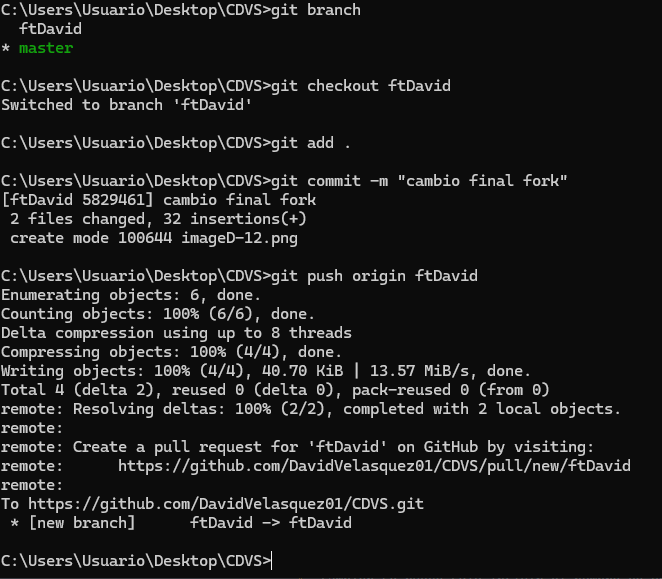 C:\Users\Usuario\Desktop\CDVS>git branch
  ftDavid
* master
C:\Users\Usuario\Desktop\CDVS>git checkout ftDavid
Switched to branch 'ftDavid'
C:\Users\Usuario\Desktop\CDVS>git add .
C:\Users\Usuario\Desktop\CDVS>git commit -m "cambio final fork"
[ftDavid 5829461] cambio final fork
 2 files changed, 32 insertions(+)
 create mode 100644 imageD-12.png
C:\Users\Usuario\Desktop\CDVS>git push origin ftDavid
Enumerating objects: 6, done.
Counting objects: 100% (6/6), done.
Delta compression using up to 8 threads
Compressing objects: 100% (4/4), done.
Writing objects: 100% (4/4), 40.70 KiB | 13.57 MiB/s, done.
Total 4 (delta 2), reused 0 (delta 0), pack-reused 0 (from 0)
remote: Resolving deltas: 100% (2/2), completed with 2 local objects.
remote:
remote: Create a pull request for 'ftDavid' on GitHub by visiting:
remote:      https://github.com/DavidVelasquez01/CDVS/pull/new/ftDavid
remote:
To https://github.com/DavidVelasquez01/CDVS.git
 * [new branch]      ftDavid -> ftDavid
C:\Users\Usuario\Desktop\CDVS>